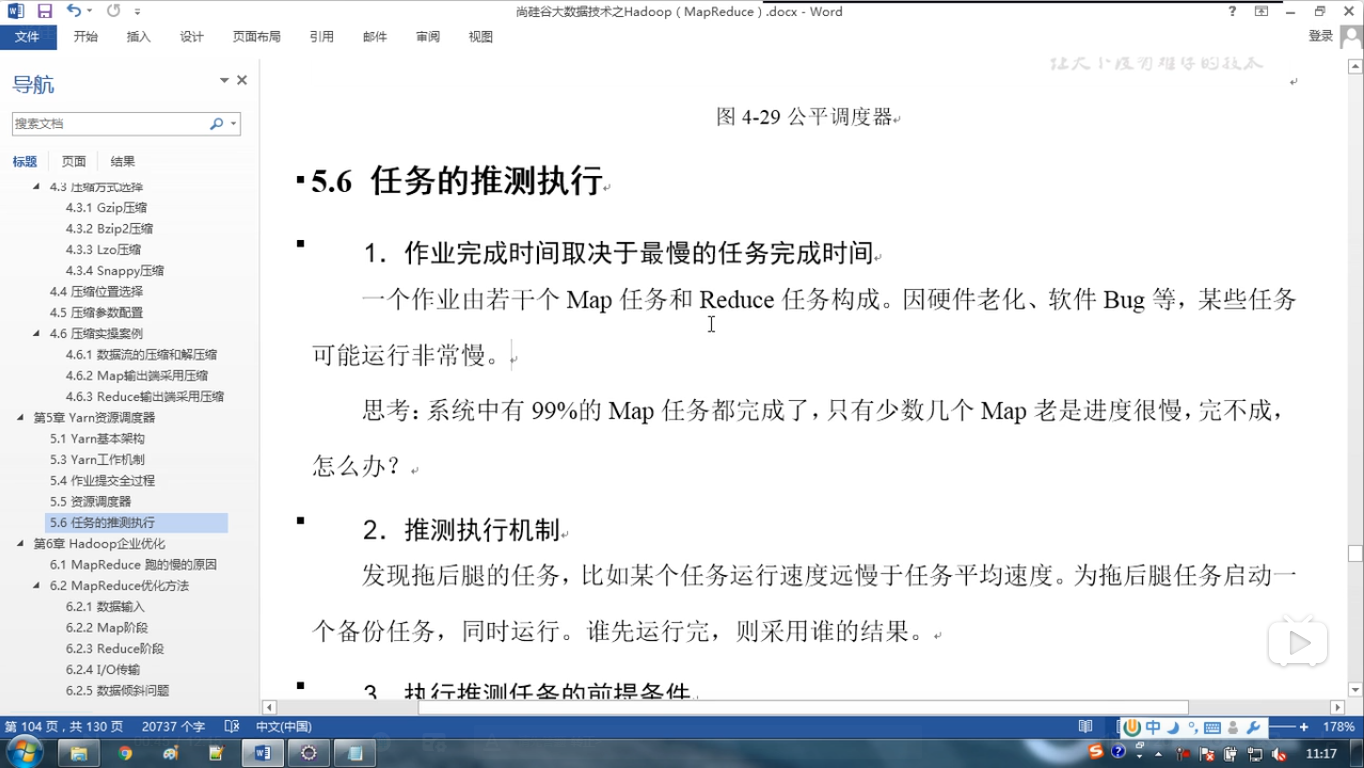 尚硅谷大数据技术之Hadoop（MapReduce）.docx - Word
文件 开始 插入 设计 页面布局 引用 邮件 审阅 视图 登录
导航
搜索文档
标题 页面 结果
4.3 压缩方式选择
4.3.1 Gzip压缩
4.3.2 Bzip2压缩
4.3.3 Lzo压缩
4.3.4 Snappy压缩
4.4 压缩位置选择
4.5 压缩参数配置
4.6 压缩实操案例
4.6.1 数据流的压缩和解压缩
4.6.2 Map输出端采用压缩
4.6.3 Reduce输出端采用压缩
第5章 Yarn资源调度器
5.1 Yarn基本架构
5.3 Yarn工作机制
5.4 作业提交全过程
5.5 资源调度器
5.6 任务的推测执行
第6章 Hadoop企业优化
6.1 MapReduce 跑的慢的原因
6.2 MapReduce优化方法
6.2.1 数据输入
6.2.2 Map阶段
6.2.3 Reduce阶段
6.2.4 I/O传输
6.2.5 数据倾斜问题
让天下没有难学的技术
图 4-29 公平调度器
5.6 任务的推测执行
1．作业完成时间取决于最慢的任务完成时间
一个作业由若干个 Map 任务和 Reduce 任务构成。因硬件老化、软件 Bug 等，某些任务
可能运行非常慢。
思考：系统中有 99%的 Map 任务都完成了，只有少数几个 Map 老是进度很慢，完不成，
怎么办？
2．推测执行机制
发现拖后腿的任务，比如某个任务运行速度远慢于任务平均速度。为拖后腿任务启动一
个备份任务，同时运行。谁先运行完，则采用谁的结果。
3．执行推测任务的前提条件
第 104 页，共 130 页 20737 个字 中文(中国) 中 178%
11:17